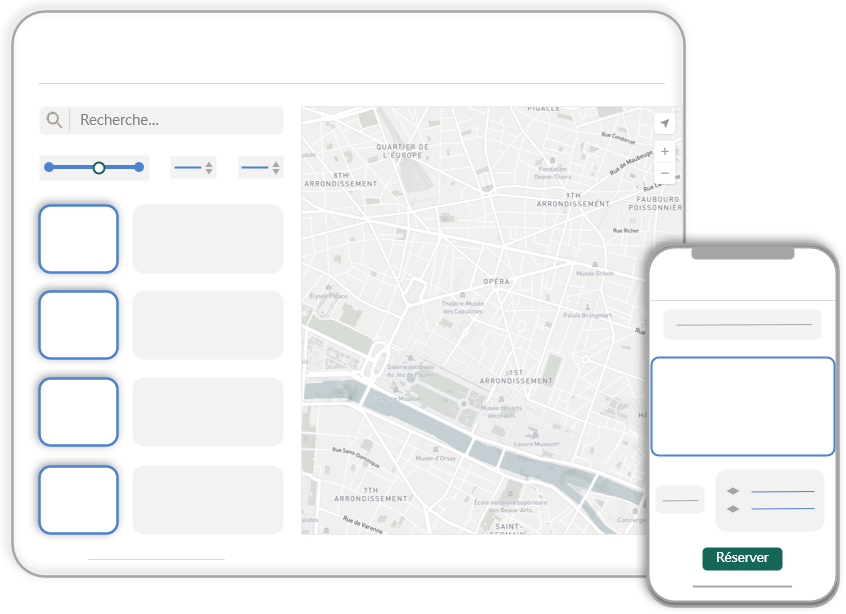 Recherche...
PIGALLE
Rue Condorcet
QUARTIER DE
L'EUROPE
Rue de Maubeuge
8TH
ARRONDISSEMENT
Fondation
Dosne-Thiers
9TH
ARRONDISSEMENT
FAUBOURG
POISSONNIÈR
Rue Richer
Musée Grévin
OPÉRA
Élysée Palace
Théâtre-Musée
des Capucines
Palais Brongniart
Rue
Galerie nationale
du Jeu de Paume
1ST
ARRONDISSEMENT
Musée des arts
décoratifs
Louvre Museum
Rue Saint-Dominique
Musée d'Orsay
7TH
ARRONDISSEMENT
École nationale supérieure
des Beaux-Arts
Rue de Varenne
SAINT-
GERMAIN
Concierge
Réserver